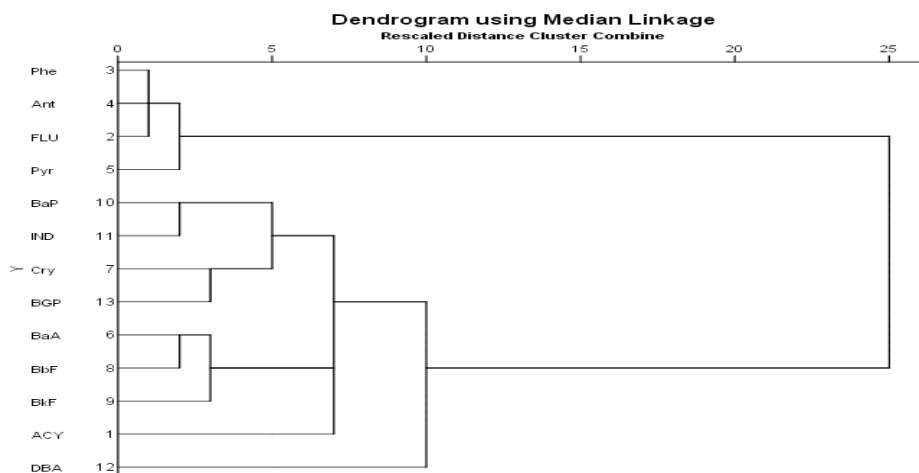 Dendrogram using Median Linkage
Rescaled Distance Cluster Combine
0 5 10 15 20 25
Phe 3
Ant 4
FLU 2
Pyr 5
BaP 10
IND 11
Y Cry 7
BGP 13
BaA 6
BbF 8
BkF 9
ACY 1
DBA 12